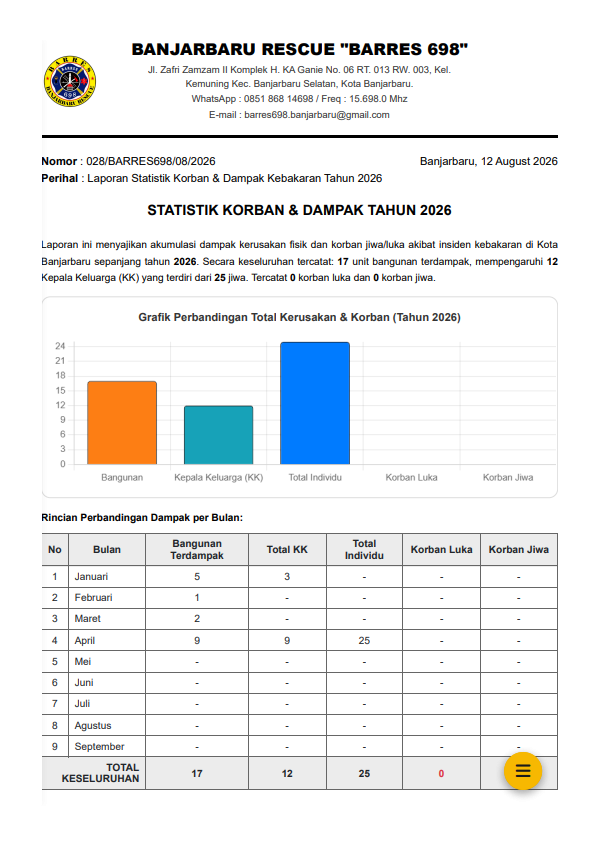 BARRES
BANJARBARU RESCUE
698
BANJARBARU RESCUE "BARRES 698"
Jl. Zafri Zamzam II Komplek H. KA Ganie No. 06 RT. 013 RW. 003, Kel.
Kemuning Kec. Banjarbaru Selatan, Kota Banjarbaru.
WhatsApp : 0851 868 14698 / Freq : 15.698.0 Mhz
E-mail : barres698.banjarbaru@gmail.com
Nomor : 028/BARRES698/08/2026 Banjarbaru, 12 August 2026
Perihal : Laporan Statistik Korban & Dampak Kebakaran Tahun 2026
STATISTIK KORBAN & DAMPAK TAHUN 2026
Laporan ini menyajikan akumulasi dampak kerusakan fisik dan korban jiwa/luka akibat insiden kebakaran di Kota
Banjarbaru sepanjang tahun 2026. Secara keseluruhan tercatat: 17 unit bangunan terdampak, mempengaruhi 12
Kepala Keluarga (KK) yang terdiri dari 25 jiwa. Tercatat 0 korban luka dan 0 korban jiwa.
Grafik Perbandingan Total Kerusakan & Korban (Tahun 2026)
24
21
18
15
12
9
6
3
0
Bangunan Kepala Keluarga (KK) Total Individu Korban Luka Korban Jiwa
Rincian Perbandingan Dampak per Bulan:
No Bulan Bangunan Terdampak Total KK Total Individu Korban Luka Korban Jiwa
1 Januari 5 3 - - -
2 Februari 1 - - - -
3 Maret 2 - - - -
4 April 9 9 25 - -
5 Mei - - - - -
6 Juni - - - - -
7 Juli - - - - -
8 Agustus - - - - -
9 September - - - - -
TOTAL KESELURUHAN 17 12 25 0